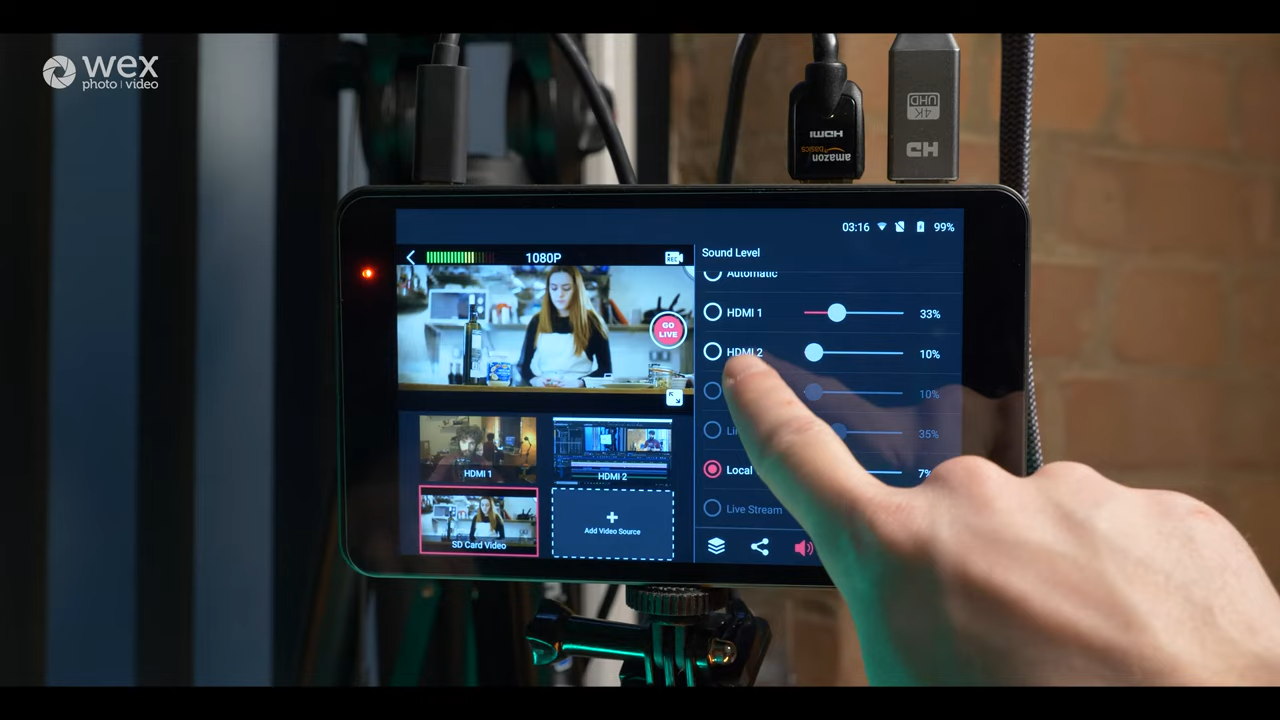 wex
photo | video
4K
UHD
HDMI
amazon
basics
HD
03:16
99%
1080P
REC
Sound Level
Automatic
GO
LIVE
HDMI 1
33%
HDMI 2
10%
10%
35%
Local
7%
Live Stream
HDMI 1
HDMI 2
SD Card Video
+
Add Video Source